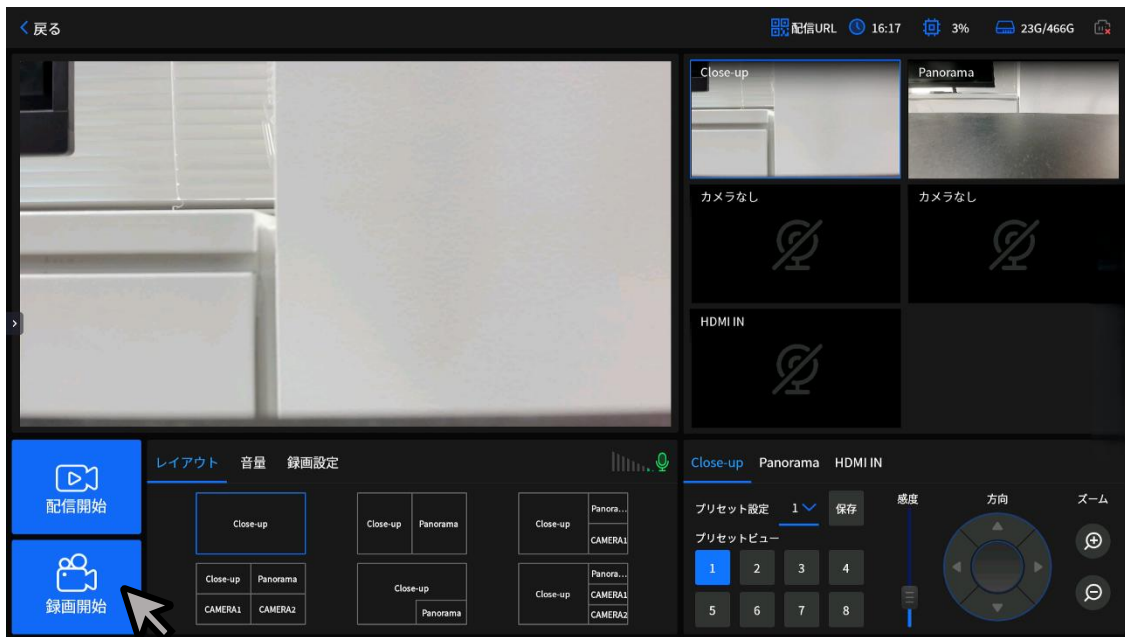 戻る
配信URL
16:17
3%
23G/466G
Close-up
Panorama
カメラなし
カメラなし
HDMI IN
配信開始
録画開始
レイアウト 音量 録画設定
Close-up
Close-up Panorama
Close-up Panora... CAMERA1
Close-up Panorama
CAMERA1 CAMERA2
Close-up
Panorama
Close-up Panora... CAMERA1 CAMERA2
Close-up Panorama HDMI IN
プリセット設定 1 保存
プリセットビュー
1 2 3 4
5 6 7 8
感度
方向
ズーム